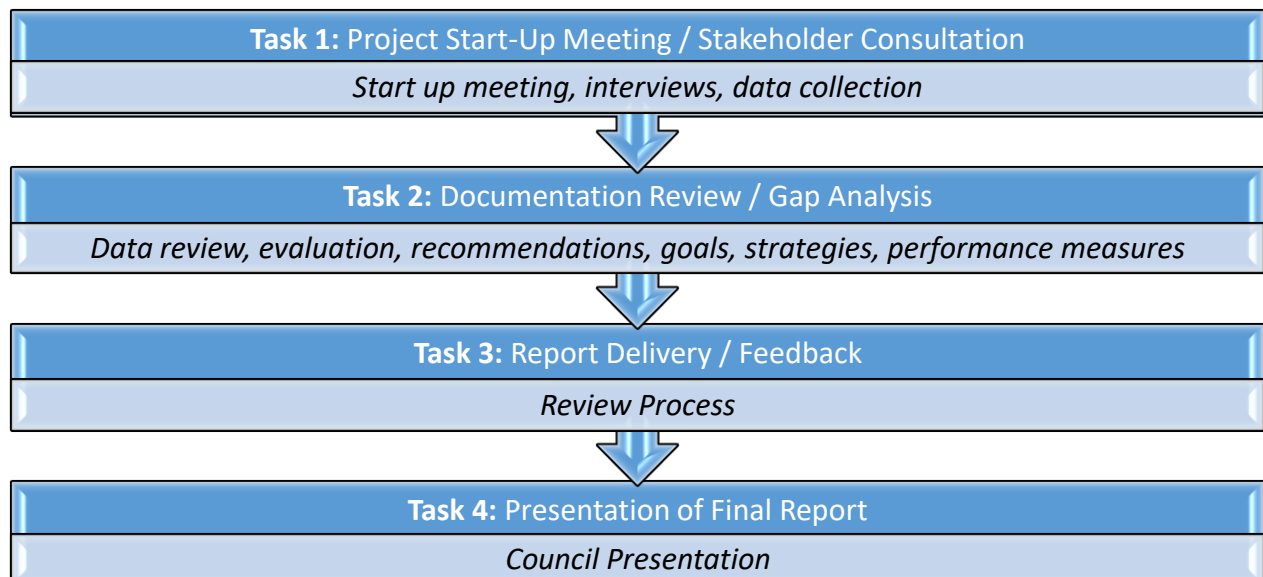 Task 1: Project Start-Up Meeting / Stakeholder Consultation
Start up meeting, interviews, data collection
Task 2: Documentation Review / Gap Analysis
Data review, evaluation, recommendations, goals, strategies, performance measures
Task 3: Report Delivery / Feedback
Review Process
Task 4: Presentation of Final Report
Council Presentation